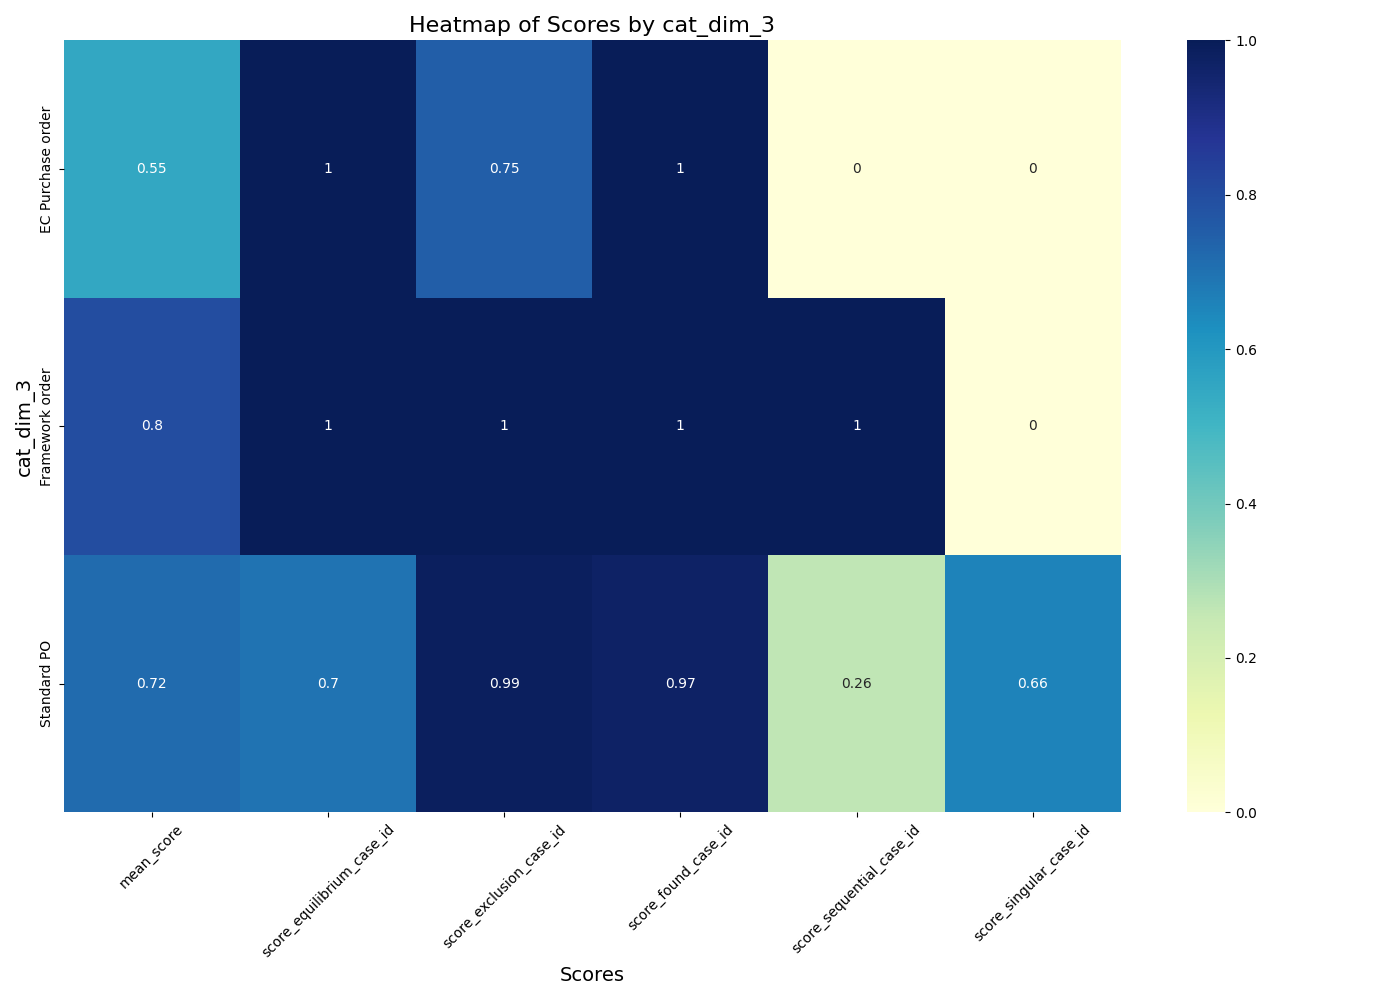 Heatmap of Scores by cat_dim_3
cat_dim_3
EC Purchase order
0.55 1 0.75 1 0 0
Framework order
0.8 1 1 1 1 0
Standard PO
0.72 0.7 0.99 0.97 0.26 0.66
mean_score
score_equilibrium_case_id
score_exclusion_case_id
score_found_case_id
score_sequential_case_id
score_singular_case_id
Scores
1.0
0.8
0.6
0.4
0.2
0.0